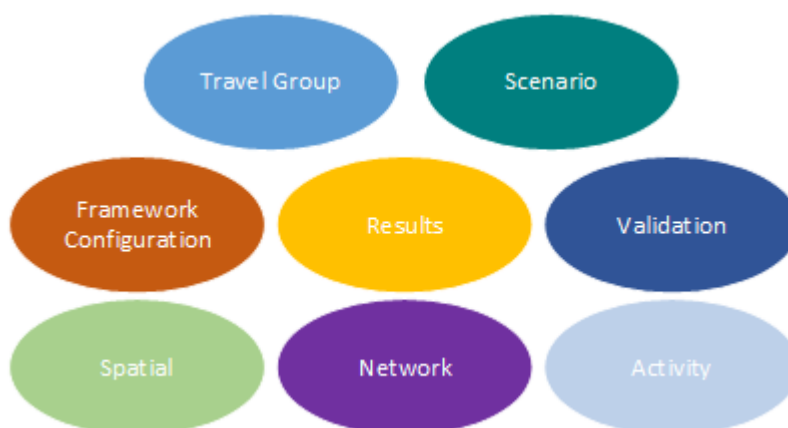 Travel Group
Scenario
Framework
Configuration
Results
Validation
Spatial
Network
Activity